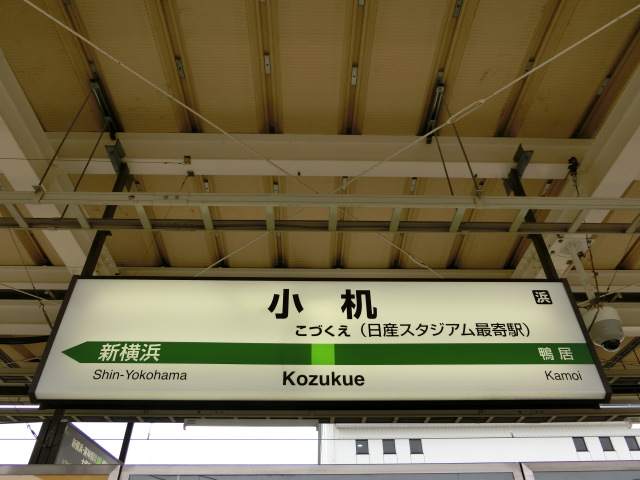 小机
浜
こづくえ（日産スタジアム最寄駅）
新横浜
鴨居
Shin-Yokohama
Kozukue
Kamoi